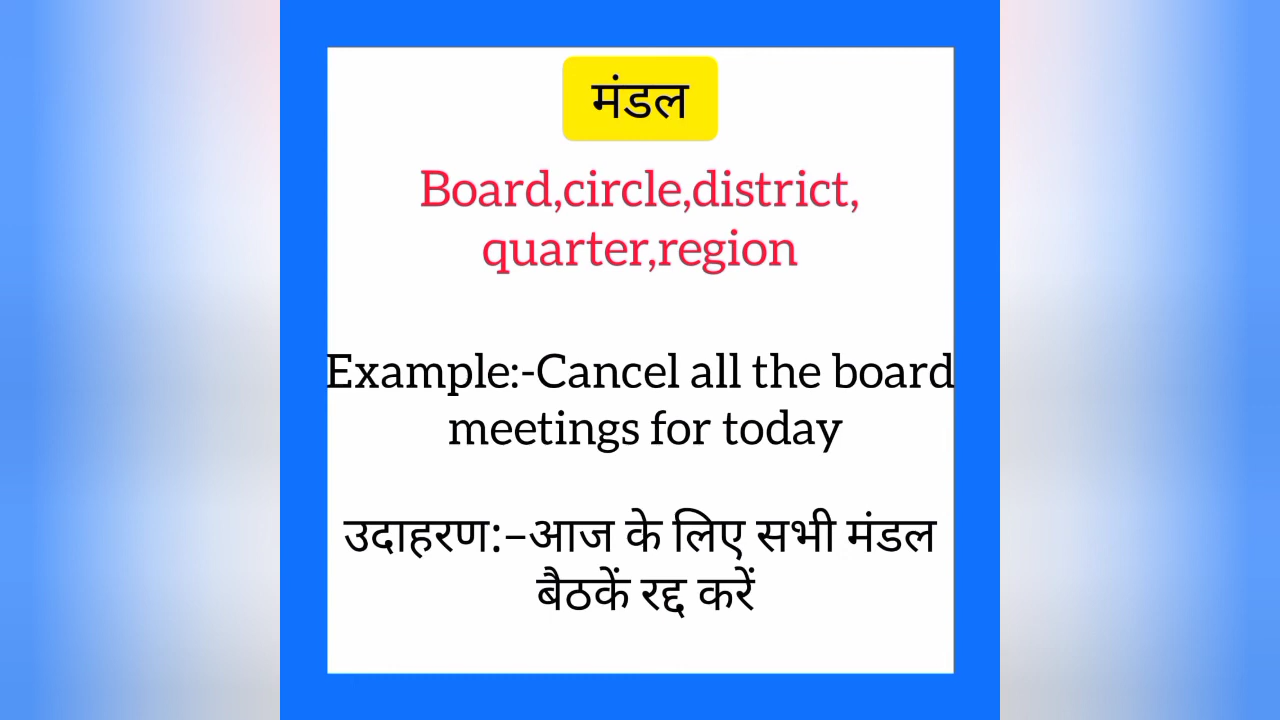 मंडल
Board,circle,district,
quarter,region
Example:-Cancel all the board
meetings for today
उदाहरण:–आज के लिए सभी मंडल
बैठकें रद्द करें